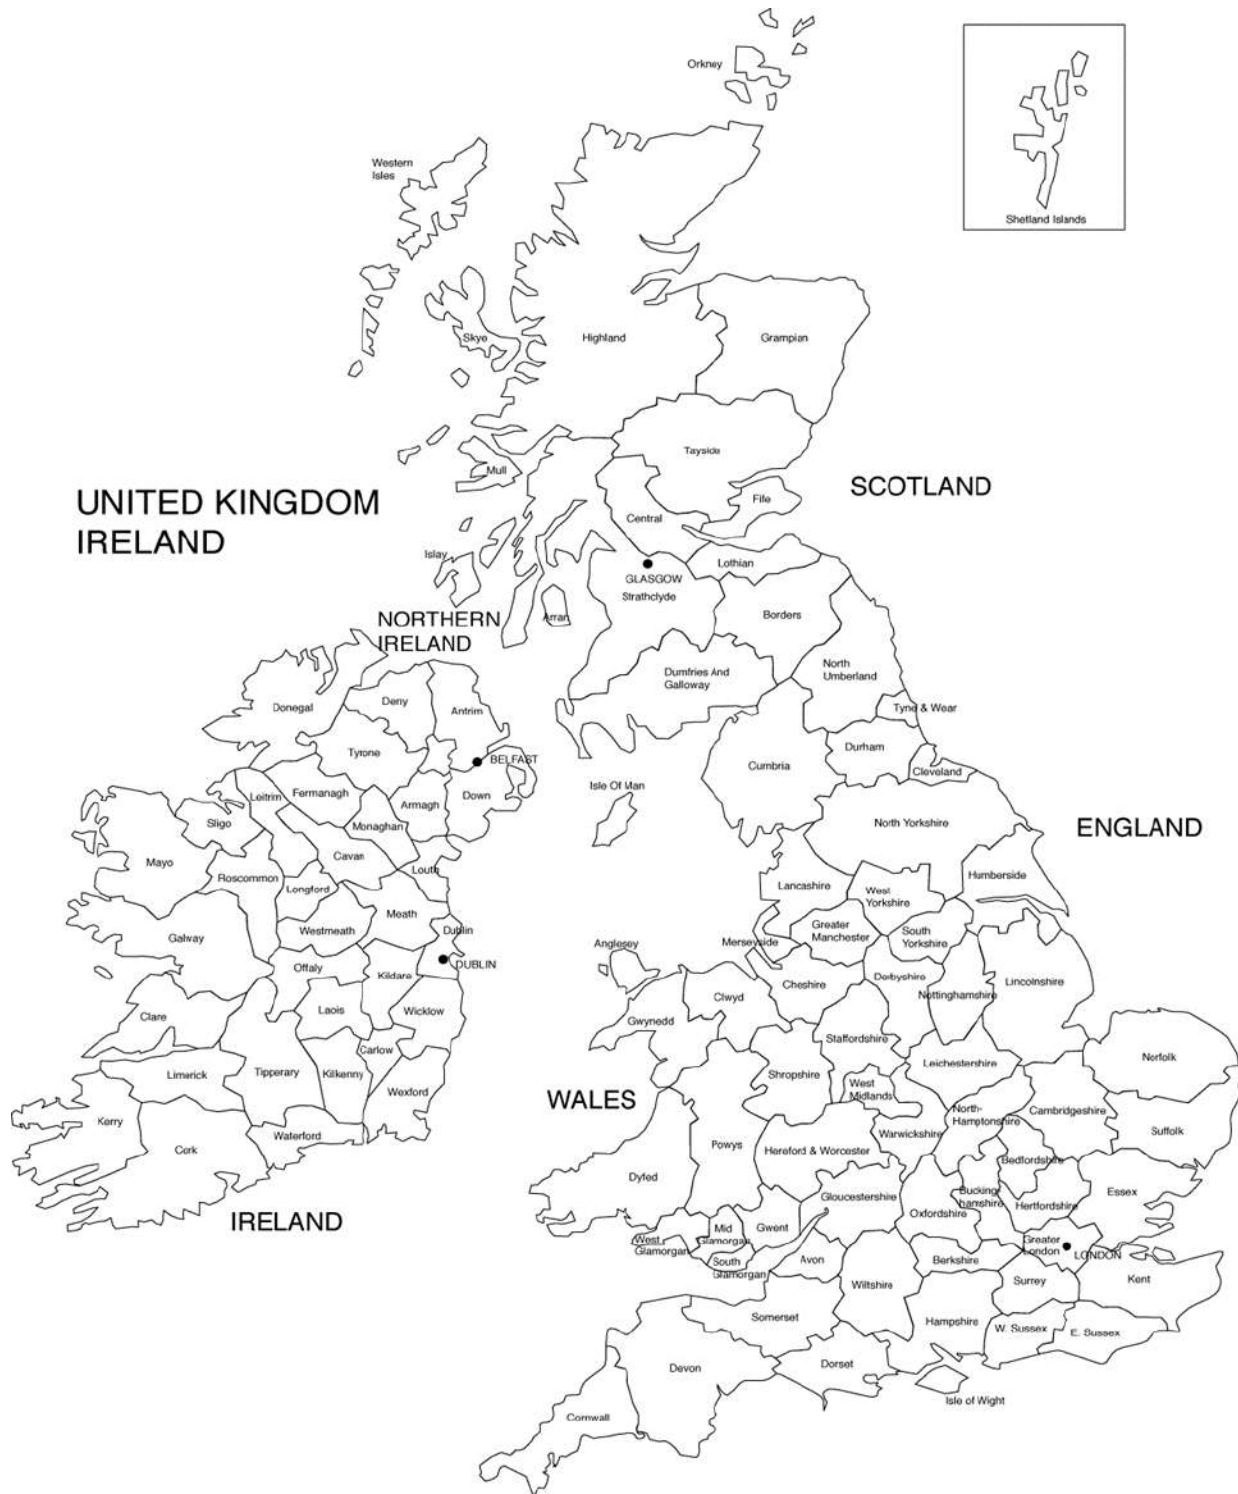 Orkney
Western
Isles
Shetland Islands
Skye
Highland
Grampian
Tayside
Mull
SCOTLAND
UNITED KINGDOM
IRELAND
Fife
Central
Islay
Lothian
GLASGOW
Strathclyde
Arran
NORTHERN
IRELAND
Borders
Dumfries And
Galloway
North
Umberland
Donegal
Deny
Antrim
Tyne & Wear
Tyrone
BELFAST
Durham
Cumbria
Cleveland
Isle Of Man
Leitrim
Fermanagh
Armagh
Down
Sligo
Monaghan
North Yorkshire
ENGLAND
Mayo
Cavan
Louth
Roscommon
Longford
Lancashire
West
Yorkshire
Humberside
Meath
Galway
Westmeath
Dublin
Greater
Manchester
South
Yorkshire
Anglesey
Merseyside
Offaly
Kildare
DUBLIN
Cheshire
Derbyshire
Nottinghamshire
Lincolnshire
Clwyd
Clare
Laois
Wicklow
Gwynedd
Staffordshire
Carlow
Norfolk
Limerick
Tipperary
Kilkenny
Wexford
Shropshire
Leichestershire
West
Midlands
WALES
Kerry
Cork
Waterford
North-
Hamptonshire
Cambridgeshire
Suffolk
Powys
Hereford & Worcester
Warwickshire
Dyfed
Bedfordshire
Gloucestershire
Bucking
hamshire
Essex
Oxfordshire
Hertfordshire
IRELAND
West
Glamorgan
Mid
Glamorgan
Gwent
Greater
London
LONDON
South
Glamorgan
Avon
Berkshire
Wiltshire
Surrey
Kent
Somerset
Hampshire
W. Sussex
E. Sussex
Devon
Dorset
Isle of Wight
Cornwall